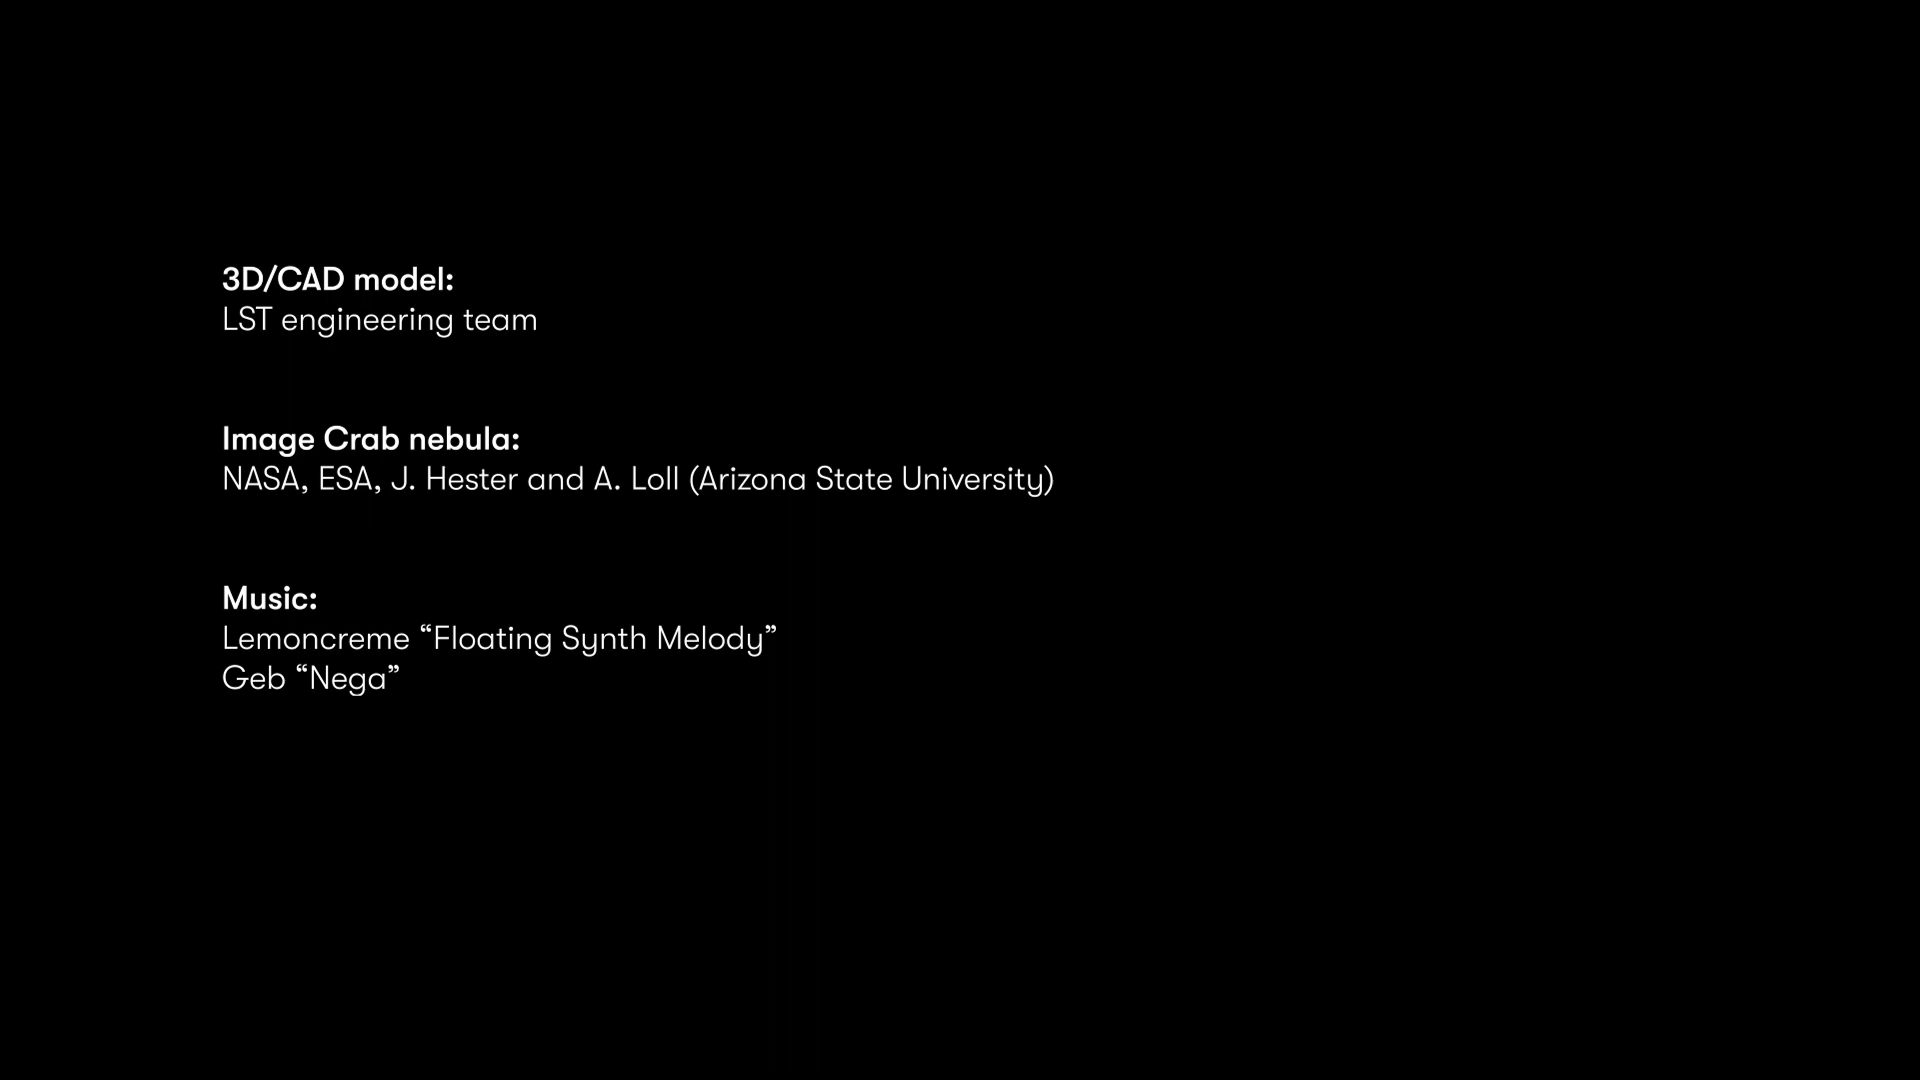 3D/CAD model:
LST engineering team
Image Crab nebula:
NASA, ESA, J. Hester and A. Loll (Arizona State University)
Music:
Lemoncreme “Floating Synth Melody”
Geb “Nega”